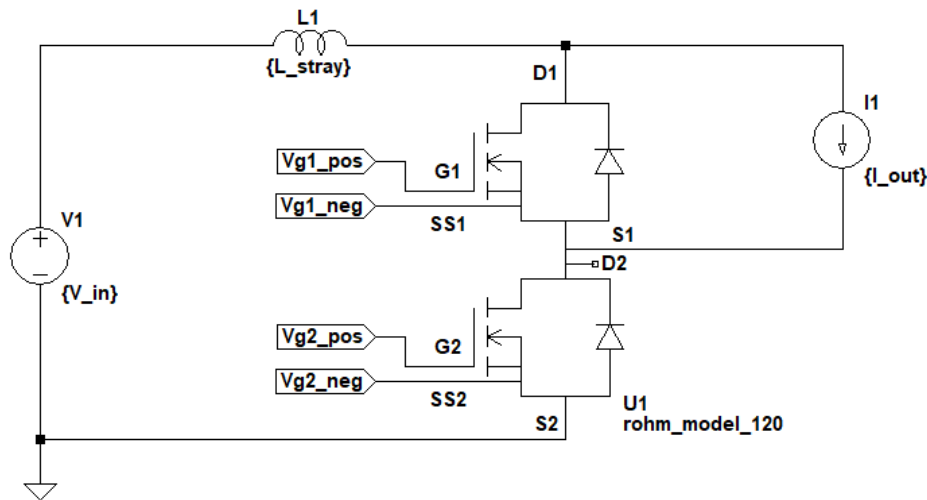 L1
{L_stray}
D1
I1
{I_out}
Vg1_pos
G1
Vg1_neg
SS1
S1
V1
D2
{V_in}
Vg2_pos
G2
Vg2_neg
SS2
S2
U1
rohm_model_120